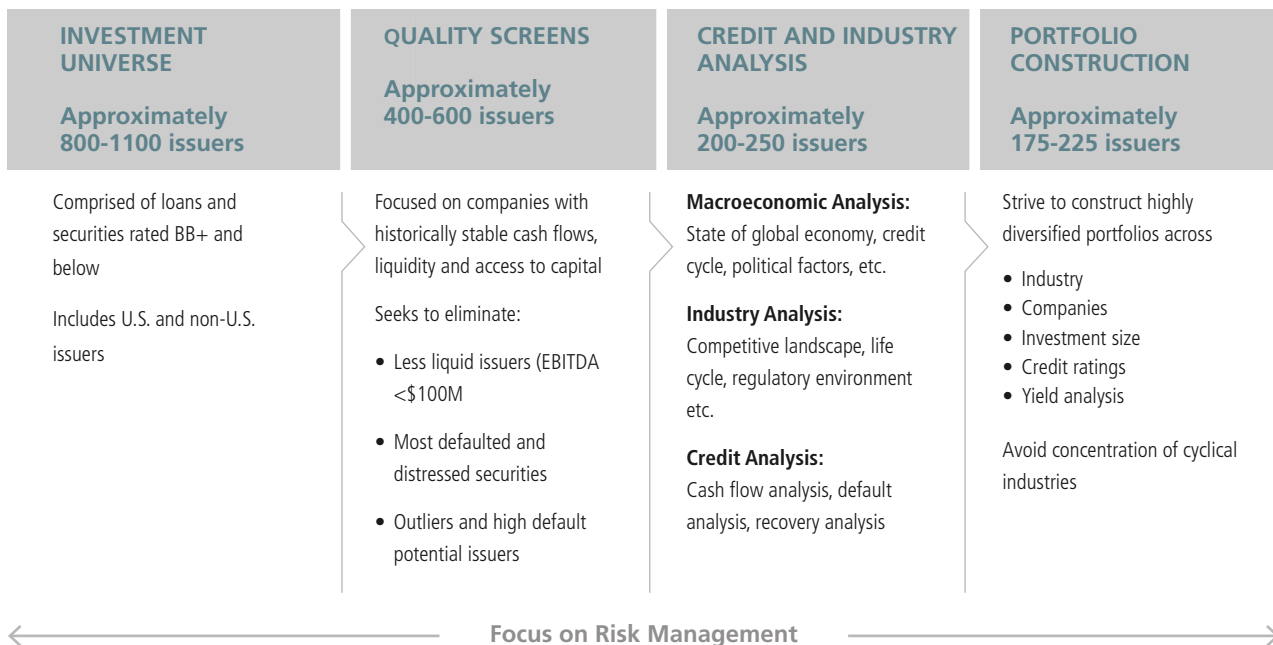 INVESTMENT
UNIVERSE
Approximately
800-1100 issuers
Comprised of loans and
securities rated BB+ and
below
Includes U.S. and non-U.S.
issuers
QUALITY SCREENS
Approximately
400-600 issuers
Focused on companies with
historically stable cash flows,
liquidity and access to capital
Seeks to eliminate:
• Less liquid issuers (EBITDA
<$100M
• Most defaulted and
distressed securities
• Outliers and high default
potential issuers
CREDIT AND INDUSTRY
ANALYSIS
Approximately
200-250 issuers
Macroeconomic Analysis:
State of global economy, credit
cycle, political factors, etc.
Industry Analysis:
Competitive landscape, life
cycle, regulatory environment
etc.
Credit Analysis:
Cash flow analysis, default
analysis, recovery analysis
PORTFOLIO
CONSTRUCTION
Approximately
175-225 issuers
Strive to construct highly
diversified portfolios across
• Industry
• Companies
• Investment size
• Credit ratings
• Yield analysis
Avoid concentration of cyclical
industries
Focus on Risk Management